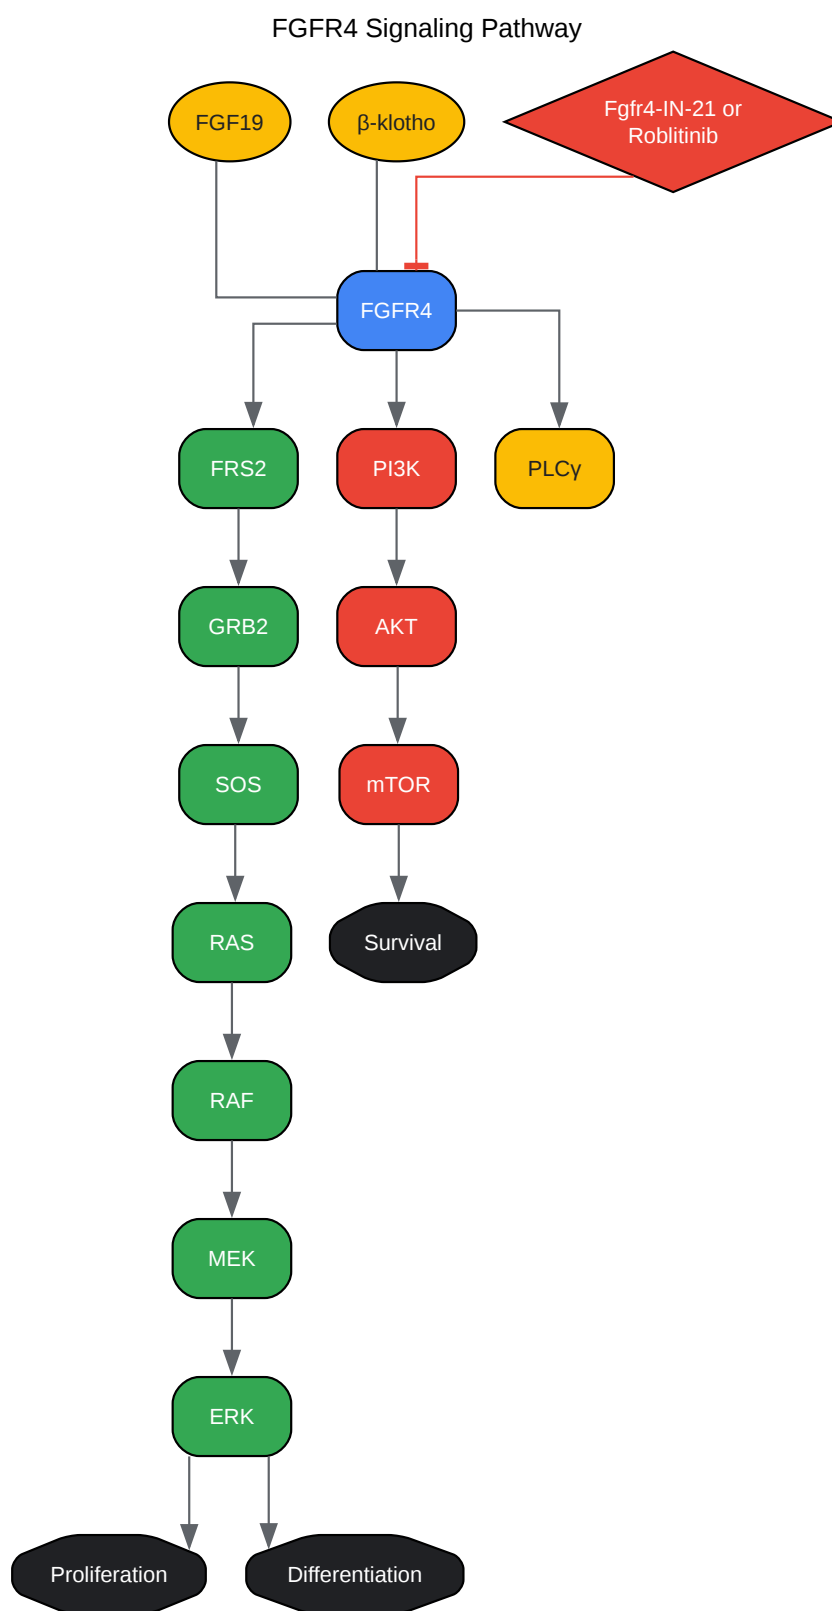 FGFR4 Signaling Pathway
FGF19
β-klotho
Fgfr4-IN-21 or
Roblitinib
FGFR4
FRS2
PI3K
PLCγ
GRB2
AKT
SOS
mTOR
RAS
Survival
RAF
MEK
ERK
Proliferation
Differentiation